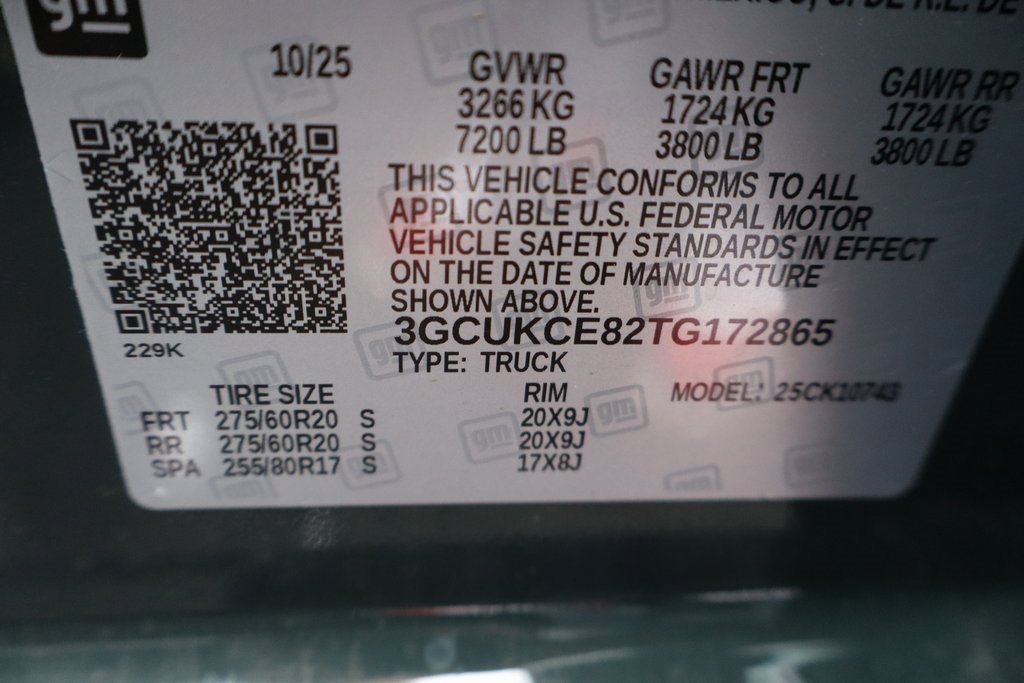 gm
MEXICO, S. DE R.L. DE
10/25 GVWR GAWR FRT GAWR RR
3266 KG 1724 KG 1724 KG
7200 LB 3800 LB 3800 LB
THIS VEHICLE CONFORMS TO ALL
APPLICABLE U.S. FEDERAL MOTOR
VEHICLE SAFETY STANDARDS IN EFFECT
ON THE DATE OF MANUFACTURE
SHOWN ABOVE.
3GCUKCE82TG172865
229K
TYPE: TRUCK
TIRE SIZE RIM MODEL:
FRT 275/60R20 S 20X9J
RR 275/60R20 S 20X9J
SPA 255/80R17 S 17X8J